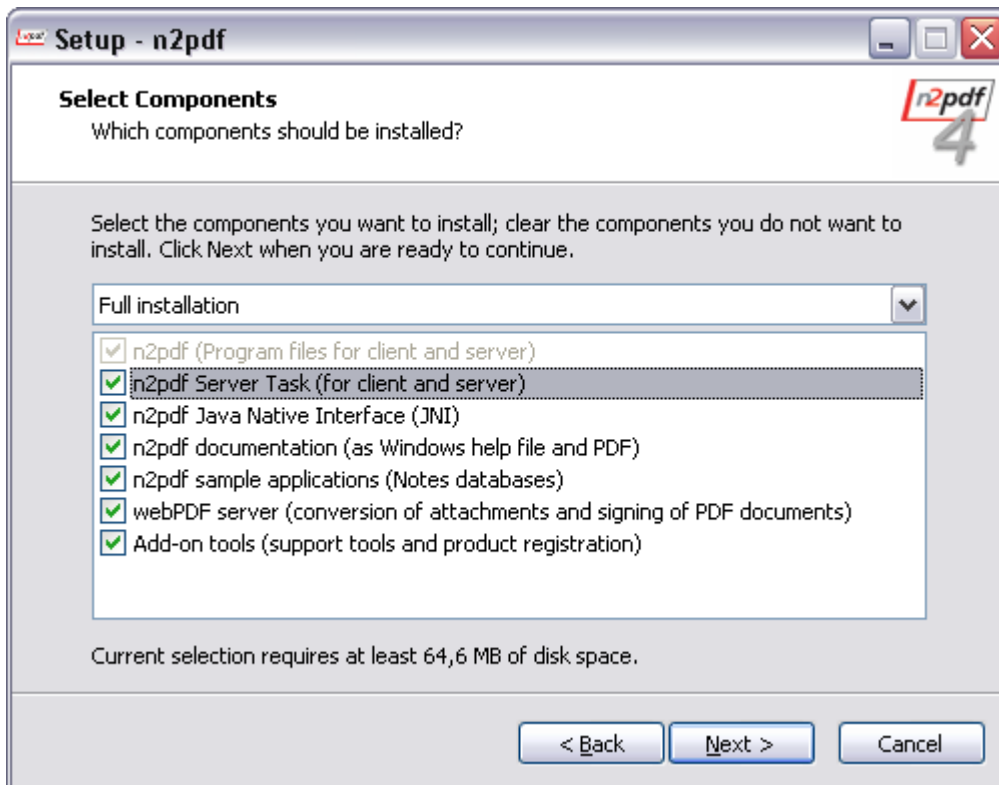 Setup - n2pdf
Select Components
Which components should be installed?
n2pdf
4
Select the components you want to install; clear the components you do not want to
install. Click Next when you are ready to continue.
Full installation
n2pdf (Program files for client and server)
n2pdf Server Task (for client and server)
n2pdf Java Native Interface (JNI)
n2pdf documentation (as Windows help file and PDF)
n2pdf sample applications (Notes databases)
webPDF server (conversion of attachments and signing of PDF documents)
Add-on tools (support tools and product registration)
Current selection requires at least 64,6 MB of disk space.
< Back
Next >
Cancel